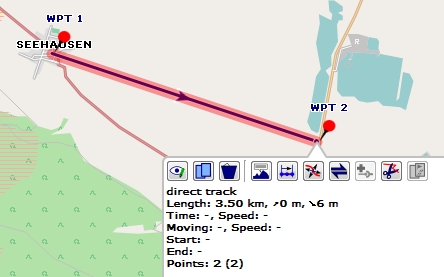 WPT 1
SEEHAUSEN
WPT 2
R
direct track
Length: 3.50 km, ↗0 m, ↘6 m
Time: -, Speed: -
Moving: -, Speed: -
Start: -
End: -
Points: 2 (2)